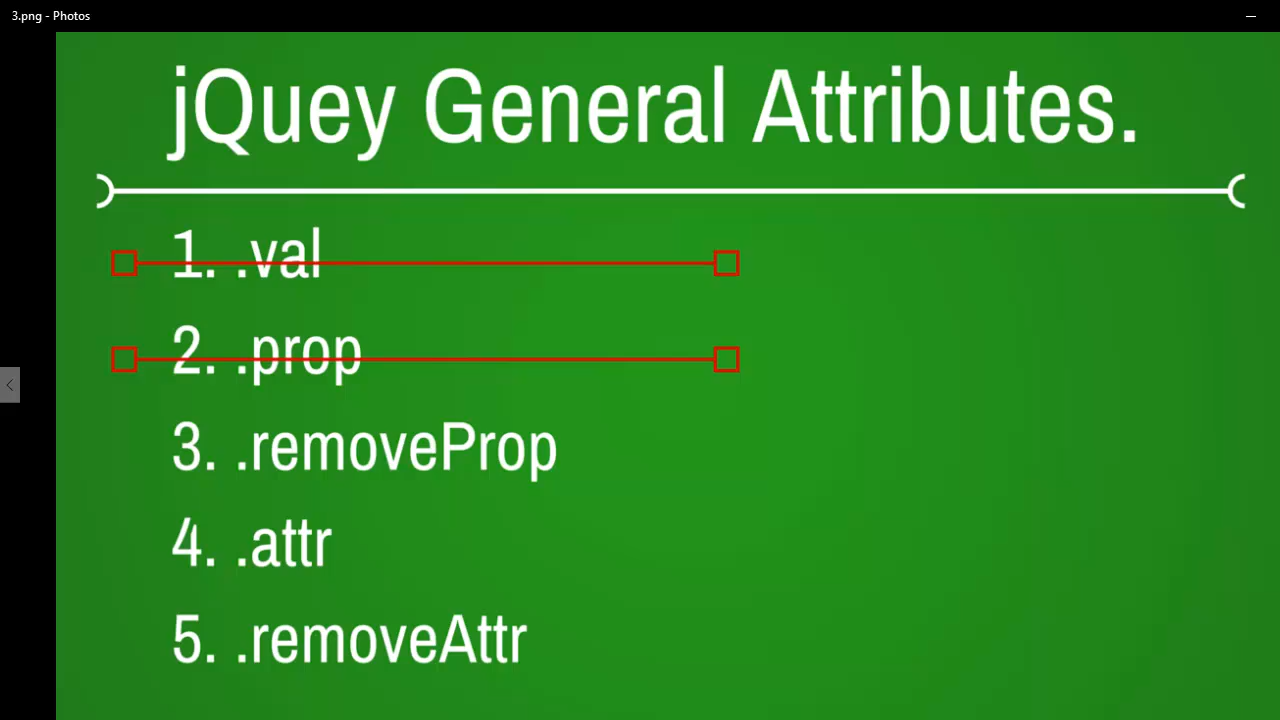 3.png - Photos
jQuey General Attributes.
1. .val
2. .prop
3. .removeProp
4. .attr
5. .removeAttr